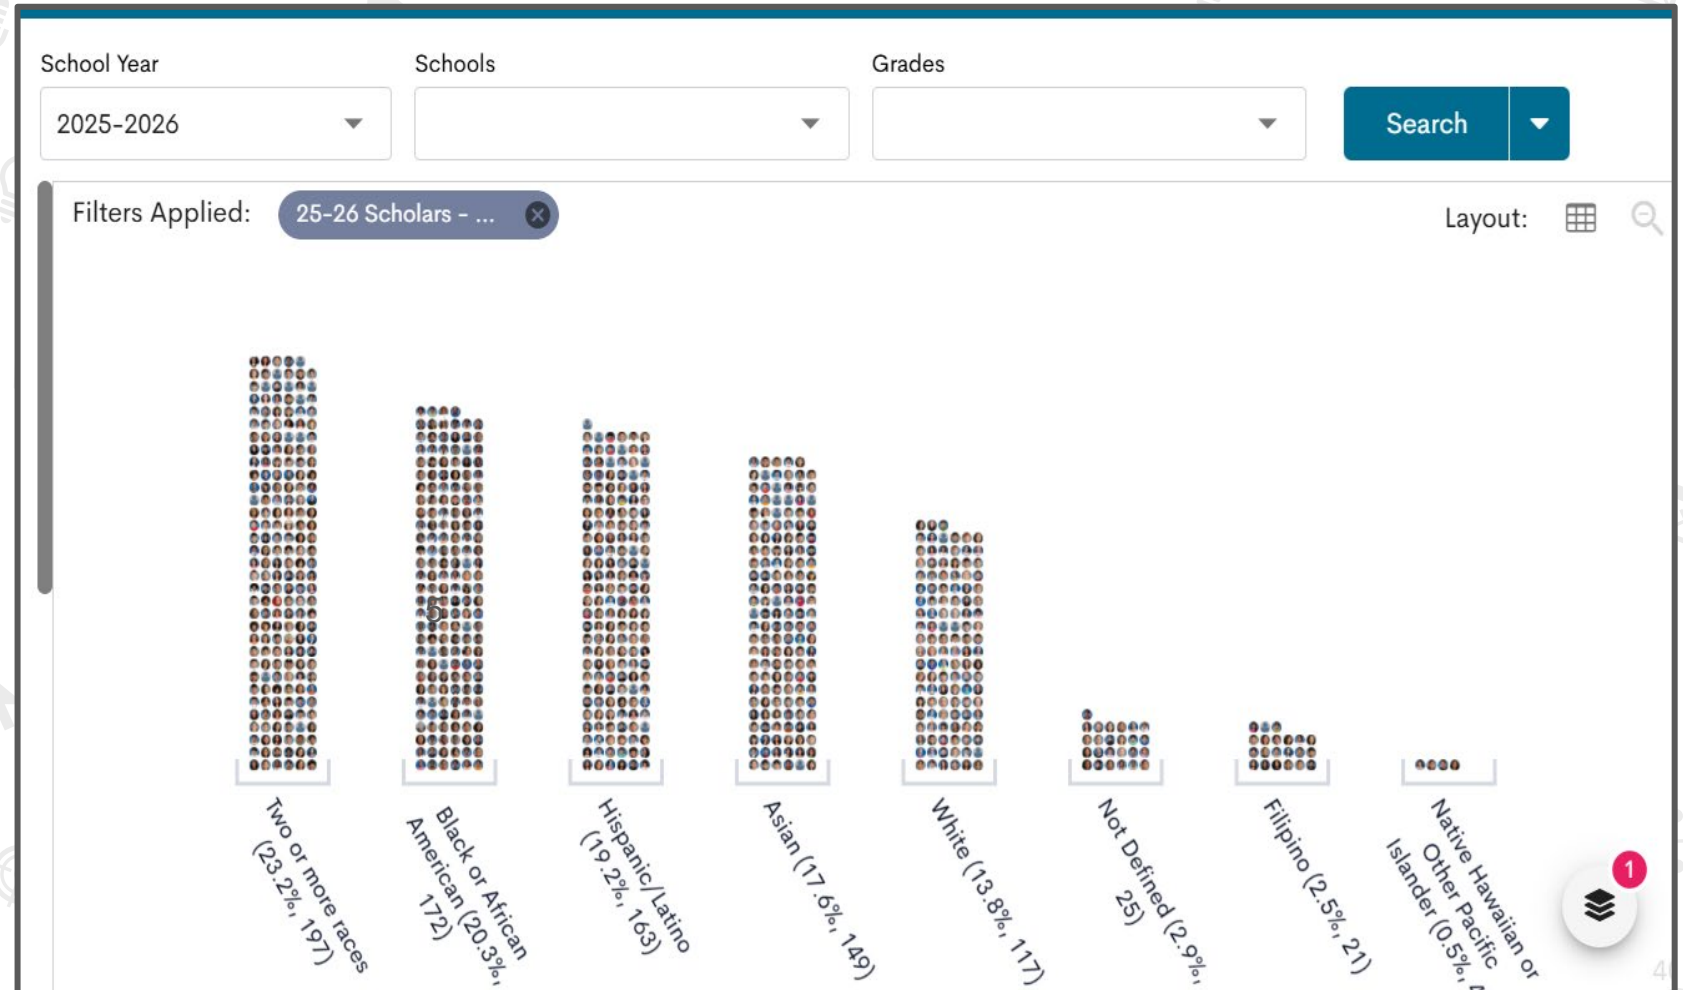 School Year
Schools
Grades
2025-2026
Search
Filters Applied:
25-26 Scholars - ...
Layout:
5
Two or more races
(23.2%, 197)
Black or African
American (20.3%,
172)
Hispanic/Latino
(19.2%, 163)
Asian (17.6%, 149)
White (13.8%, 117)
Not Defined (2.9%,
25)
Filipino (2.5%, 21)
Native Hawaiian or
Other Pacific
Islander (0.5%,
1